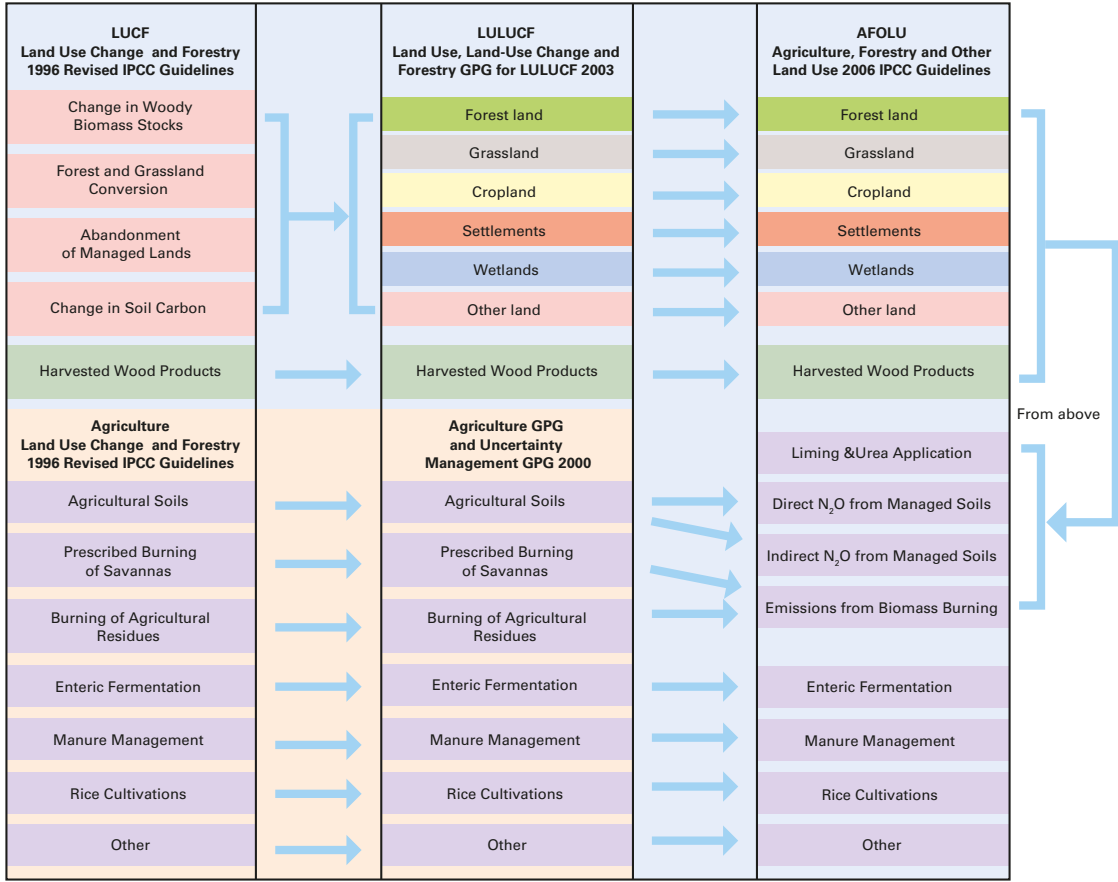 LUCF
Land Use Change and Forestry
1996 Revised IPCC Guidelines
Change in Woody
Biomass Stocks
Forest and Grassland
Conversion
Abandonment
of Managed Lands
Change in Soil Carbon
Harvested Wood Products
Agriculture
Land Use Change and Forestry
1996 Revised IPCC Guidelines
Agricultural Soils
Prescribed Burning
of Savannas
Burning of Agricultural
Residues
Enteric Fermentation
Manure Management
Rice Cultivations
Other
LULUCF
Land Use, Land-Use Change and
Forestry GPG for LULUCF 2003
Forest land
Grassland
Cropland
Settlements
Wetlands
Other land
Harvested Wood Products
Agriculture GPG
and Uncertainty
Management GPG 2000
Agricultural Soils
Prescribed Burning
of Savannas
Burning of Agricultural
Residues
Enteric Fermentation
Manure Management
Rice Cultivations
Other
AFOLU
Agriculture, Forestry and Other
Land Use 2006 IPCC Guidelines
Forest land
Grassland
Cropland
Settlements
Wetlands
Other land
Harvested Wood Products
Liming &Urea Application
Direct N₂O from Managed Soils
Indirect N₂O from Managed Soils
Emissions from Biomass Burning
Enteric Fermentation
Manure Management
Rice Cultivations
Other
From above